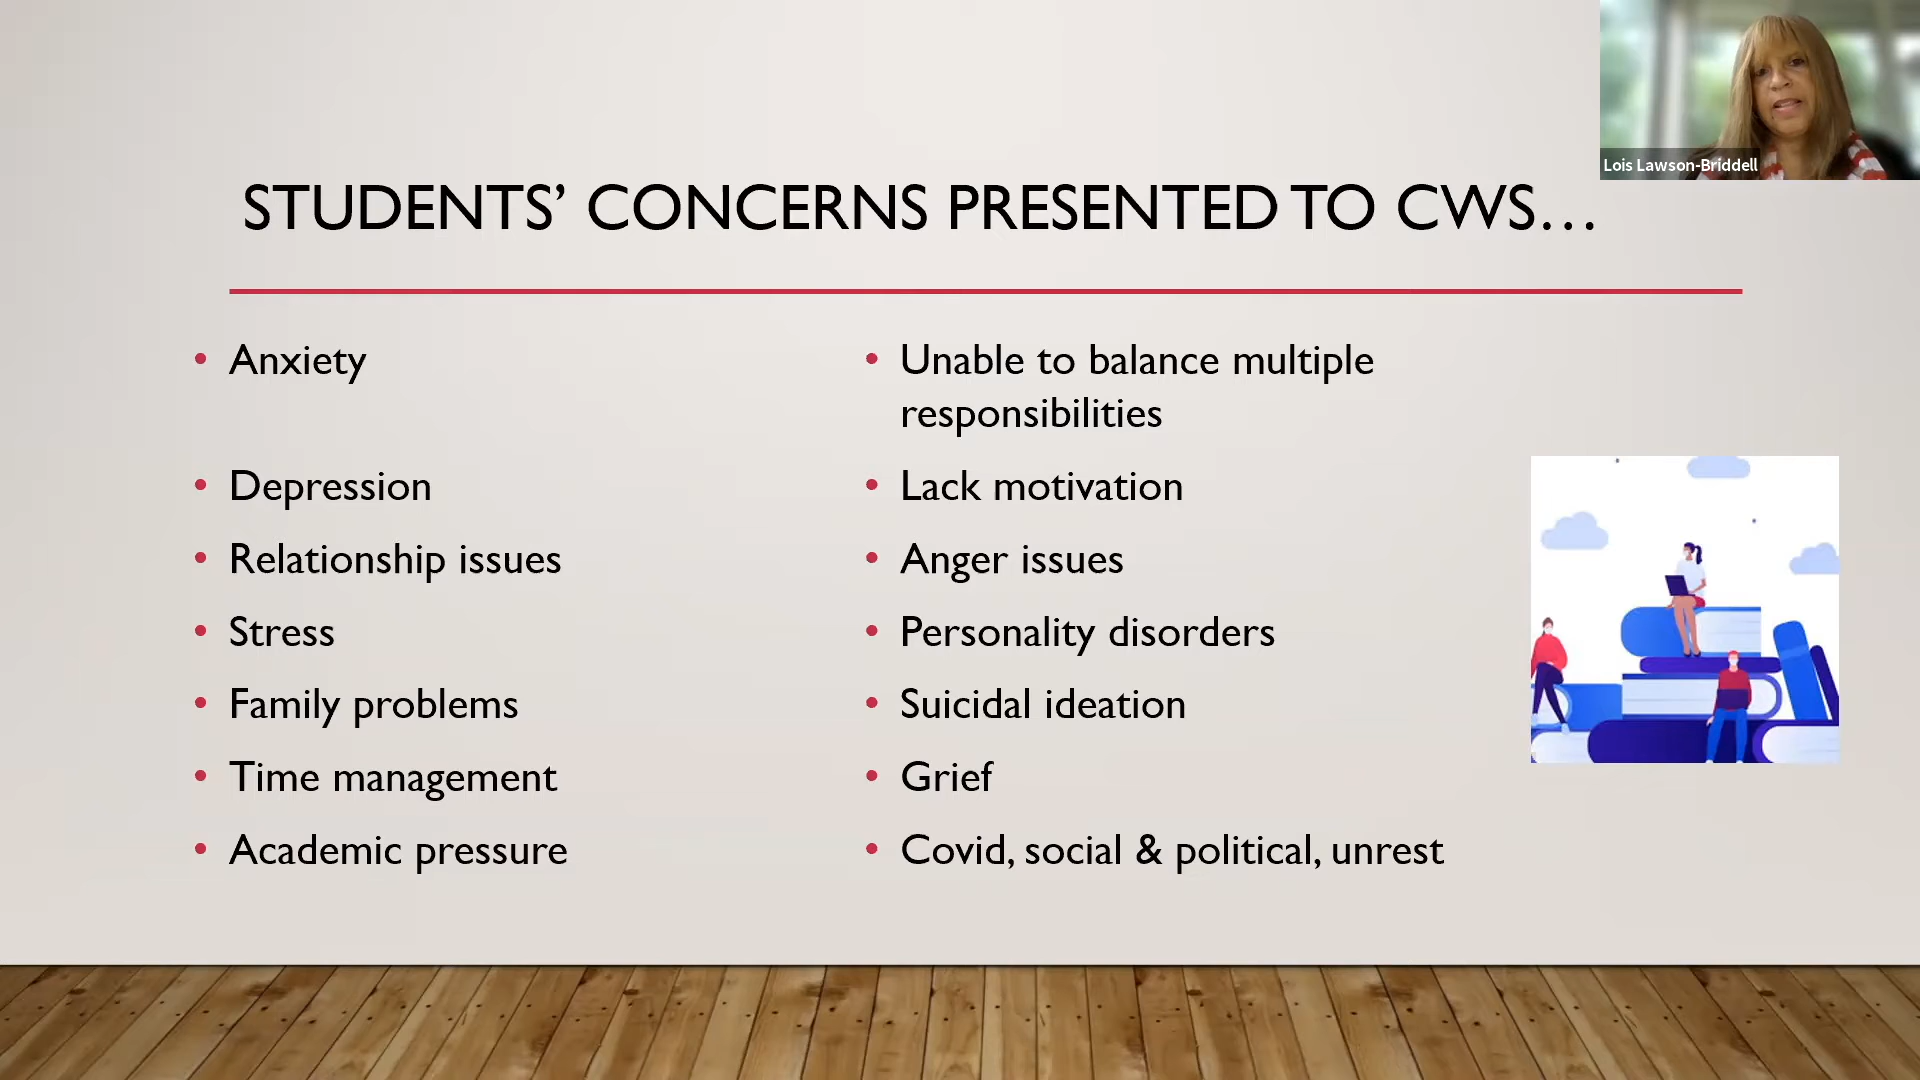 Lois Lawson-Briddell
STUDENTS’ CONCERNS PRESENTED TO CWS…
• Anxiety
• Depression
• Relationship issues
• Stress
• Family problems
• Time management
• Academic pressure
• Unable to balance multiple
responsibilities
• Lack motivation
• Anger issues
• Personality disorders
• Suicidal ideation
• Grief
• Covid, social & political, unrest